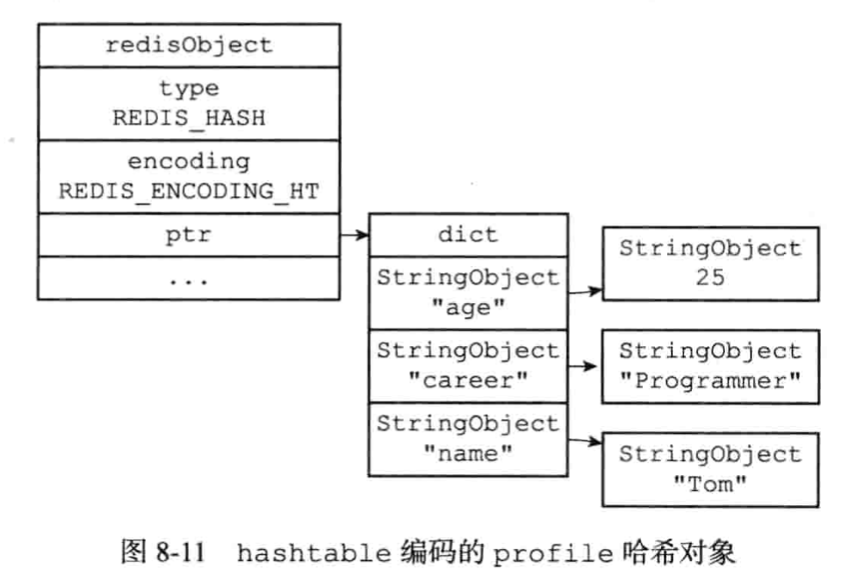 redisObject
type
REDIS_HASH
encoding
REDIS_ENCODING_HT
ptr
...
dict
StringObject
"age"
StringObject
"career"
StringObject
"name"
StringObject
25
StringObject
"Programmer"
StringObject
"Tom"
图 8-11 hashtable 编码的 profile 哈希对象